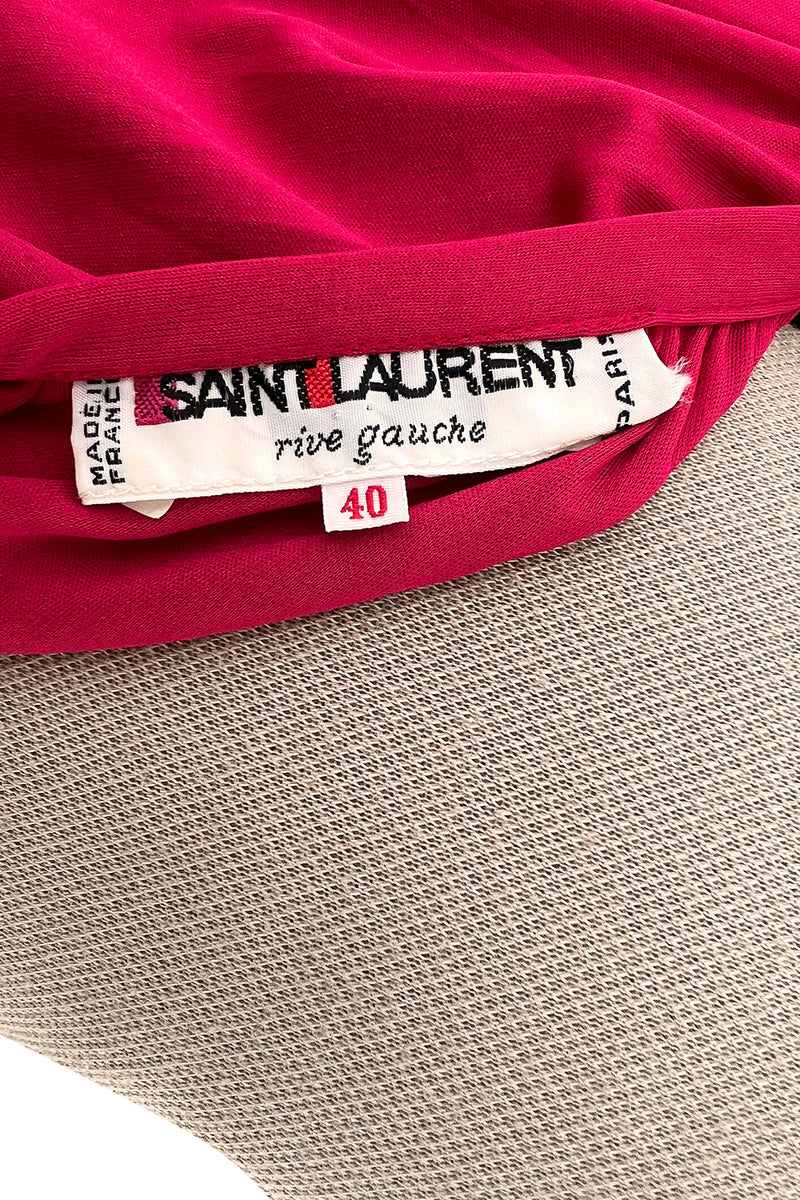 MADE IN
FRANCE
SAINT LAURENT
rive gauche
PARIS
40